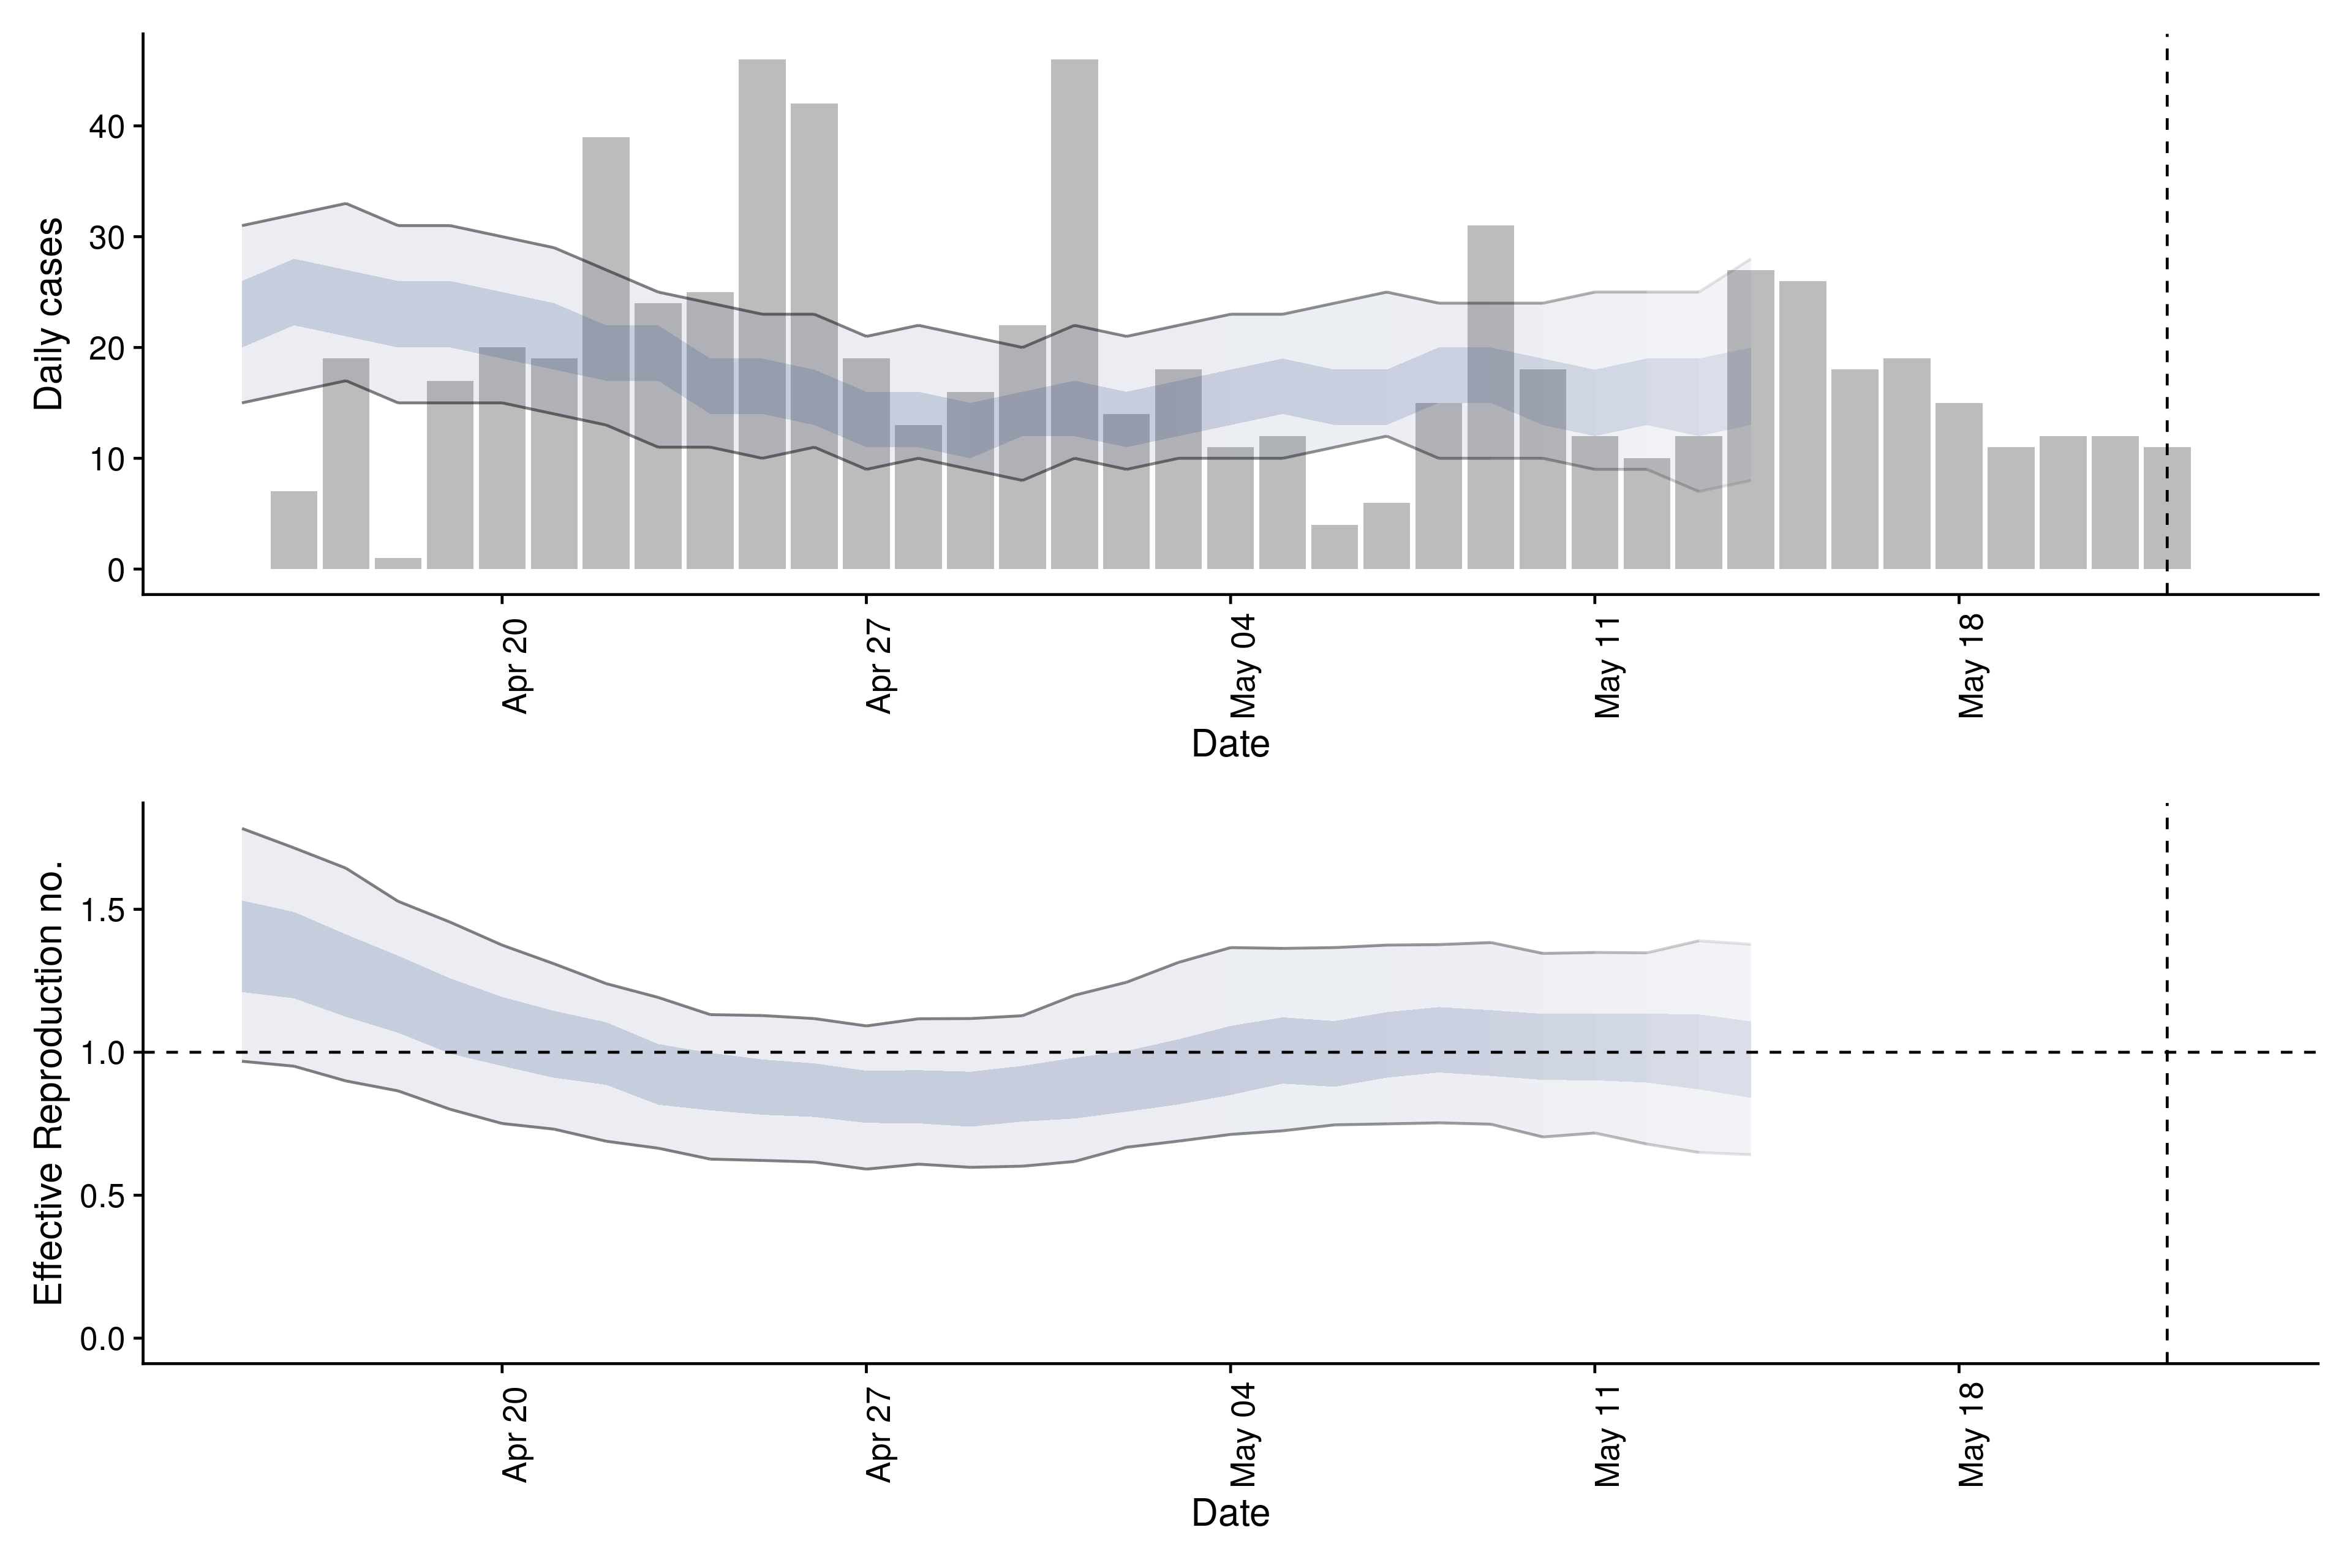 Daily cases
40
30
20
10
0
Apr 20
Apr 27
May 04
May 11
May 18
Date
Effective Reproduction no.
1.5
1.0
0.5
0.0
Apr 20
Apr 27
May 04
May 11
May 18
Date